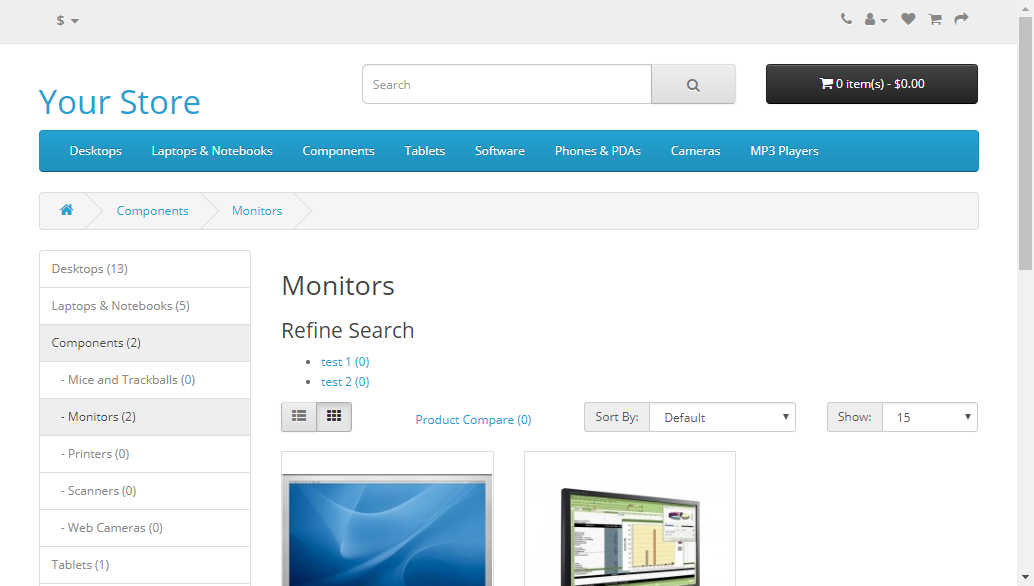 $
Search
0 item(s) - $0.00
Your Store
Desktops Laptops & Notebooks Components Tablets Software Phones & PDAs Cameras MP3 Players
Components Monitors
Desktops (13)
Laptops & Notebooks (5)
Components (2)
- Mice and Trackballs (0)
- Monitors (2)
- Printers (0)
- Scanners (0)
- Web Cameras (0)
Tablets (1)
Monitors
Refine Search
test 1 (0)
test 2 (0)
Product Compare (0)
Sort By: Default
Show: 15